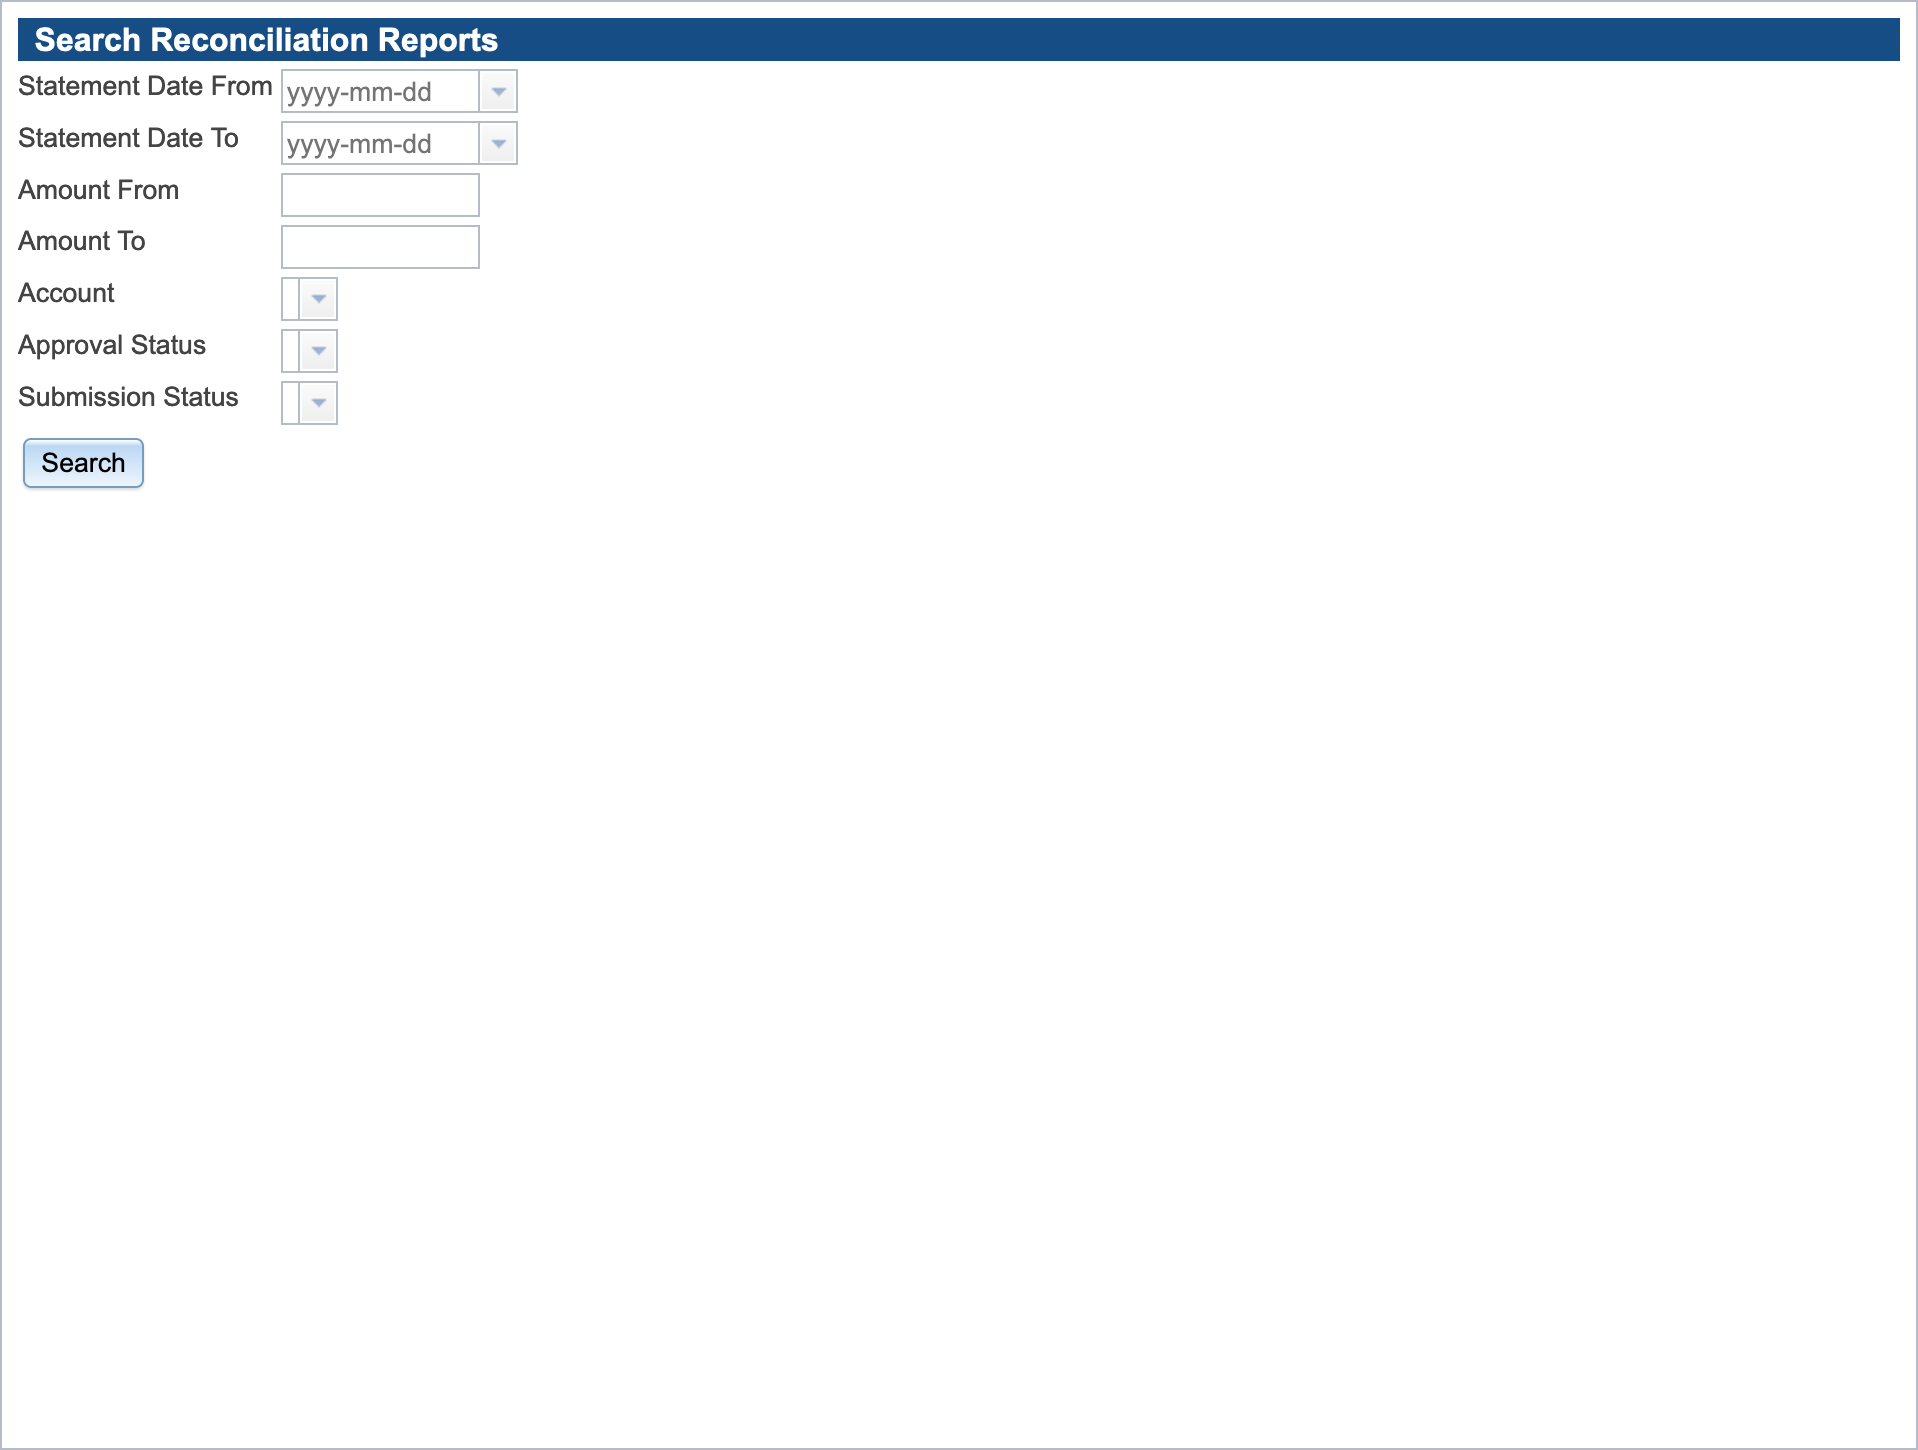 Search Reconciliation Reports
Statement Date From yyyy-mm-dd
Statement Date To yyyy-mm-dd
Amount From
Amount To
Account
Approval Status
Submission Status
Search